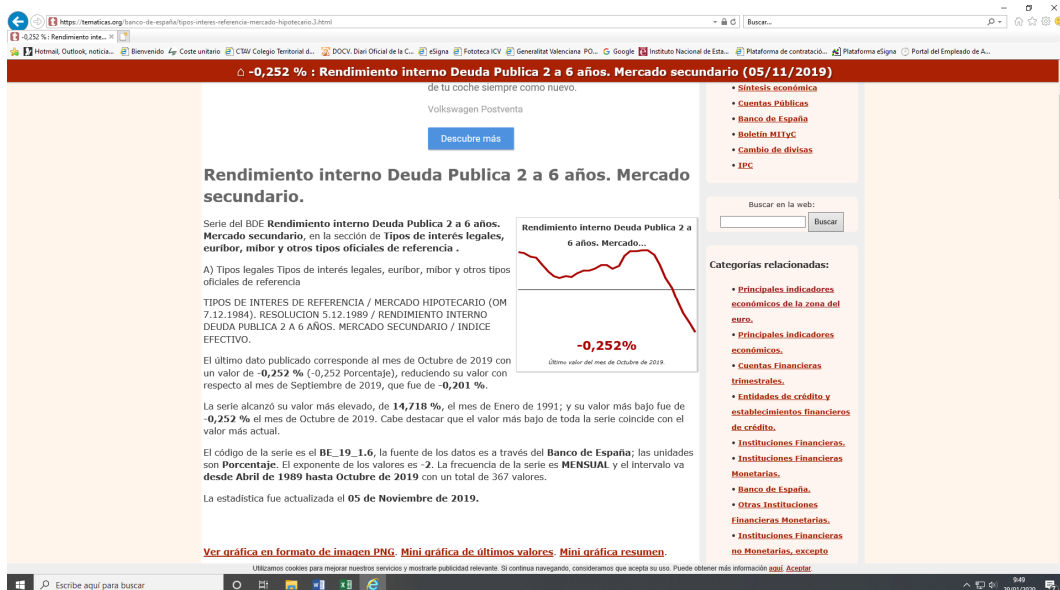 https://tematicas.org/banco-de-españa/tipos-interes-referencia-mercado-hipotecario.3.html
Buscar...
-0,252 % : Rendimiento inte...
Hotmail, Outlook, noticia...
Bienvenido
Coste unitario
CTAV Colegio Territorial d...
DOCV. Diari Oficial de la C...
eSigna
Fototeca ICV
Generalitat Valenciana PO...
Google
Instituto Nacional de Esta...
Plataforma de contratació...
Plataforma eSigna
Portal del Empleado de A...
-0,252 % : Rendimiento interno Deuda Publica 2 a 6 años. Mercado secundario (05/11/2019)
de tu coche siempre como nuevo.
Volkswagen Postventa
Descubre más
Rendimiento interno Deuda Publica 2 a 6 años. Mercado
secundario.
Serie del BDE Rendimiento interno Deuda Publica 2 a 6 años.
Mercado secundario, en la sección de Tipos de interés legales,
euríbor, míbor y otros tipos oficiales de referencia .
A) Tipos legales Tipos de interés legales, euríbor, míbor y otros tipos
oficiales de referencia
TIPOS DE INTERES DE REFERENCIA / MERCADO HIPOTECARIO (OM
7.12.1984). RESOLUCION 5.12.1989 / RENDIMIENTO INTERNO
DEUDA PUBLICA 2 A 6 AÑOS. MERCADO SECUNDARIO / INDICE
EFECTIVO.
El último dato publicado corresponde al mes de Octubre de 2019 con
un valor de -0,252 % (-0,252 Porcentaje), reduciendo su valor con
respecto al mes de Septiembre de 2019, que fue de -0,201 %.
Rendimiento interno Deuda Publica 2 a
6 años. Mercado...
-0,252%
Último valor del mes de Octubre de 2019.
La serie alcanzó su valor más elevado, de 14,718 %, el mes de Enero de 1991; y su valor más bajo fue de
-0,252 % el mes de Octubre de 2019. Cabe destacar que el valor más bajo de toda la serie coincide con el
valor más actual.
El código de la serie es el BE_19_1.6, la fuente de los datos es a través del Banco de España; las unidades
son Porcentaje. El exponente de los valores es -2. La frecuencia de la serie es MENSUAL y el intervalo va
desde Abril de 1989 hasta Octubre de 2019 con un total de 367 valores.
La estadística fue actualizada el 05 de Noviembre de 2019.
Ver gráfica en formato de imagen PNG. Mini gráfica de últimos valores. Mini gráfica resumen.
• Síntesis económica
• Cuentas Públicas
• Banco de España
• Boletín MITyC
• Cambio de divisas
• IPC
Buscar en la web:
Buscar
Categorías relacionadas:
• Principales indicadores
económicos de la zona del
euro.
• Principales indicadores
económicos.
• Cuentas Financieras
trimestrales.
• Entidades de crédito y
establecimientos financieros
de crédito.
• Instituciones Financieras.
• Instituciones Financieras
Monetarias.
• Banco de España.
• Otras Instituciones
Financieras Monetarias.
• Instituciones Financieras
no Monetarias, excepto
Utilizamos cookies para mejorar nuestros servicios y mostrarle publicidad relevante. Si continua navegando, consideramos que acepta su uso. Puede obtener más información aquí. Aceptar.
Escribe aquí para buscar
9:49
29/01/2020